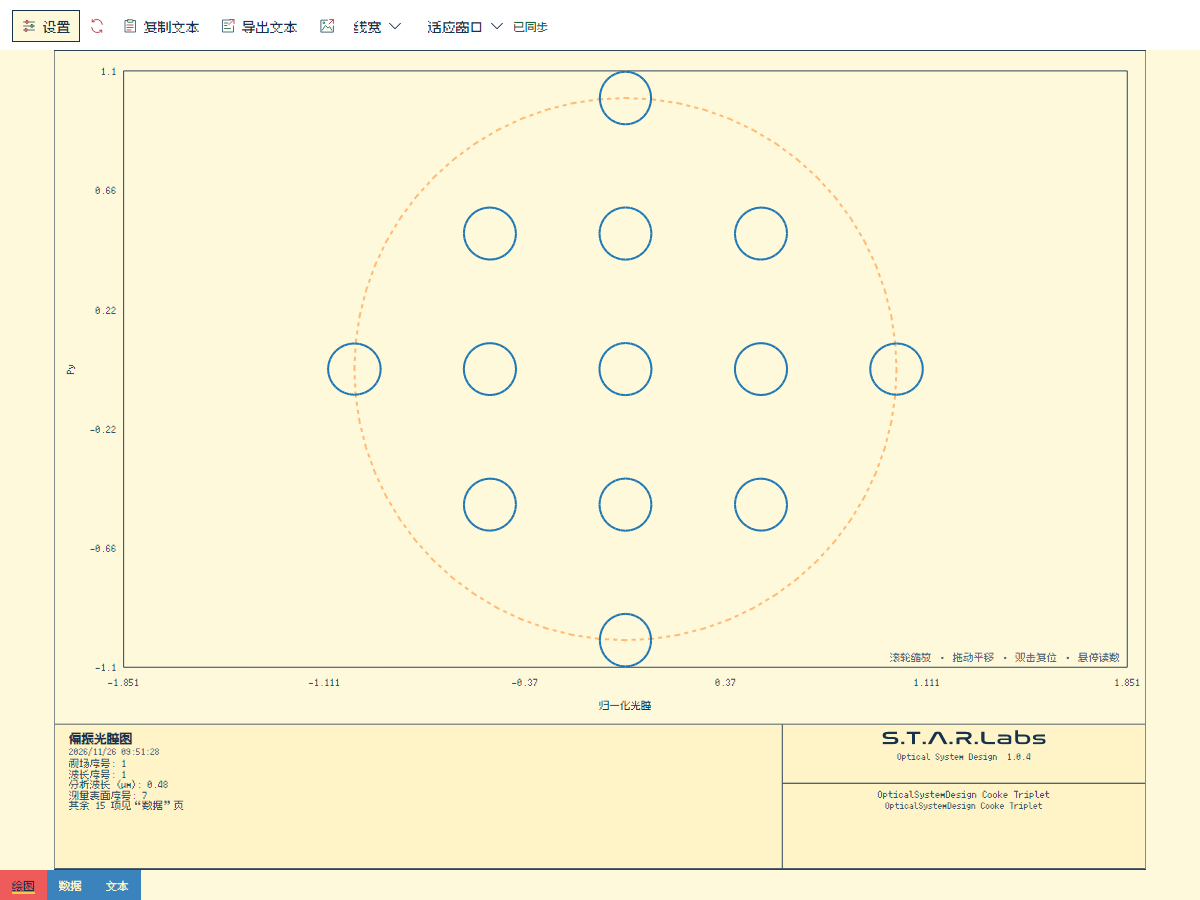 设置 复制文本 导出文本 线宽 适应窗口 已同步
1.1
0.66
0.22
Py
-0.22
-0.66
-1.1
滚轮缩放 · 拖动平移 · 双击复位 · 悬停读数
-1.851 -1.111 -0.37 0.37 1.111 1.851
归一化光瞳
偏振光瞳图
2026/11/26 09:51:28
视场序号: 1
波长序号: 1
分析波长 (μm): 0.48
测量表面序号: 7
其余 15 项见“数据”页
S.T.A.R.Labs
Optical System Design 1.0.4
OpticalSystemDesign Cooke Triplet
OpticalSystemDesign Cooke Triplet
绘图 数据 文本